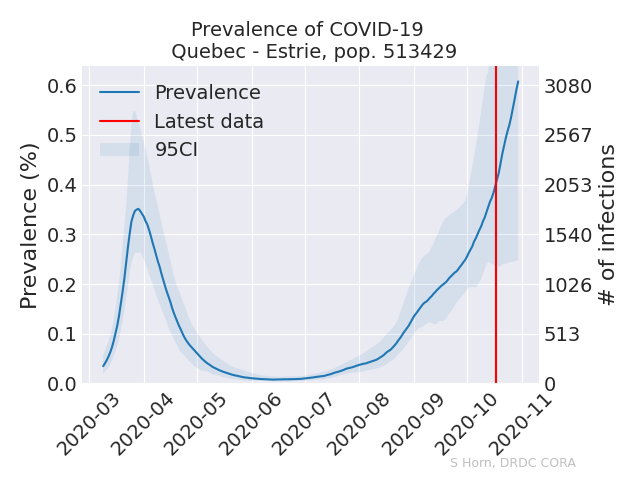 Prevalence of COVID-19
Quebec - Estrie, pop. 513429
Prevalence (%)
0.6
0.5
0.4
0.3
0.2
0.1
0.0
Prevalence
Latest data
95CI
3080
2567
2053
1540
1026
513
0
# of infections
2020-03
2020-04
2020-05
2020-06
2020-07
2020-08
2020-09
2020-10
2020-11
S Horn, DRDC CORA